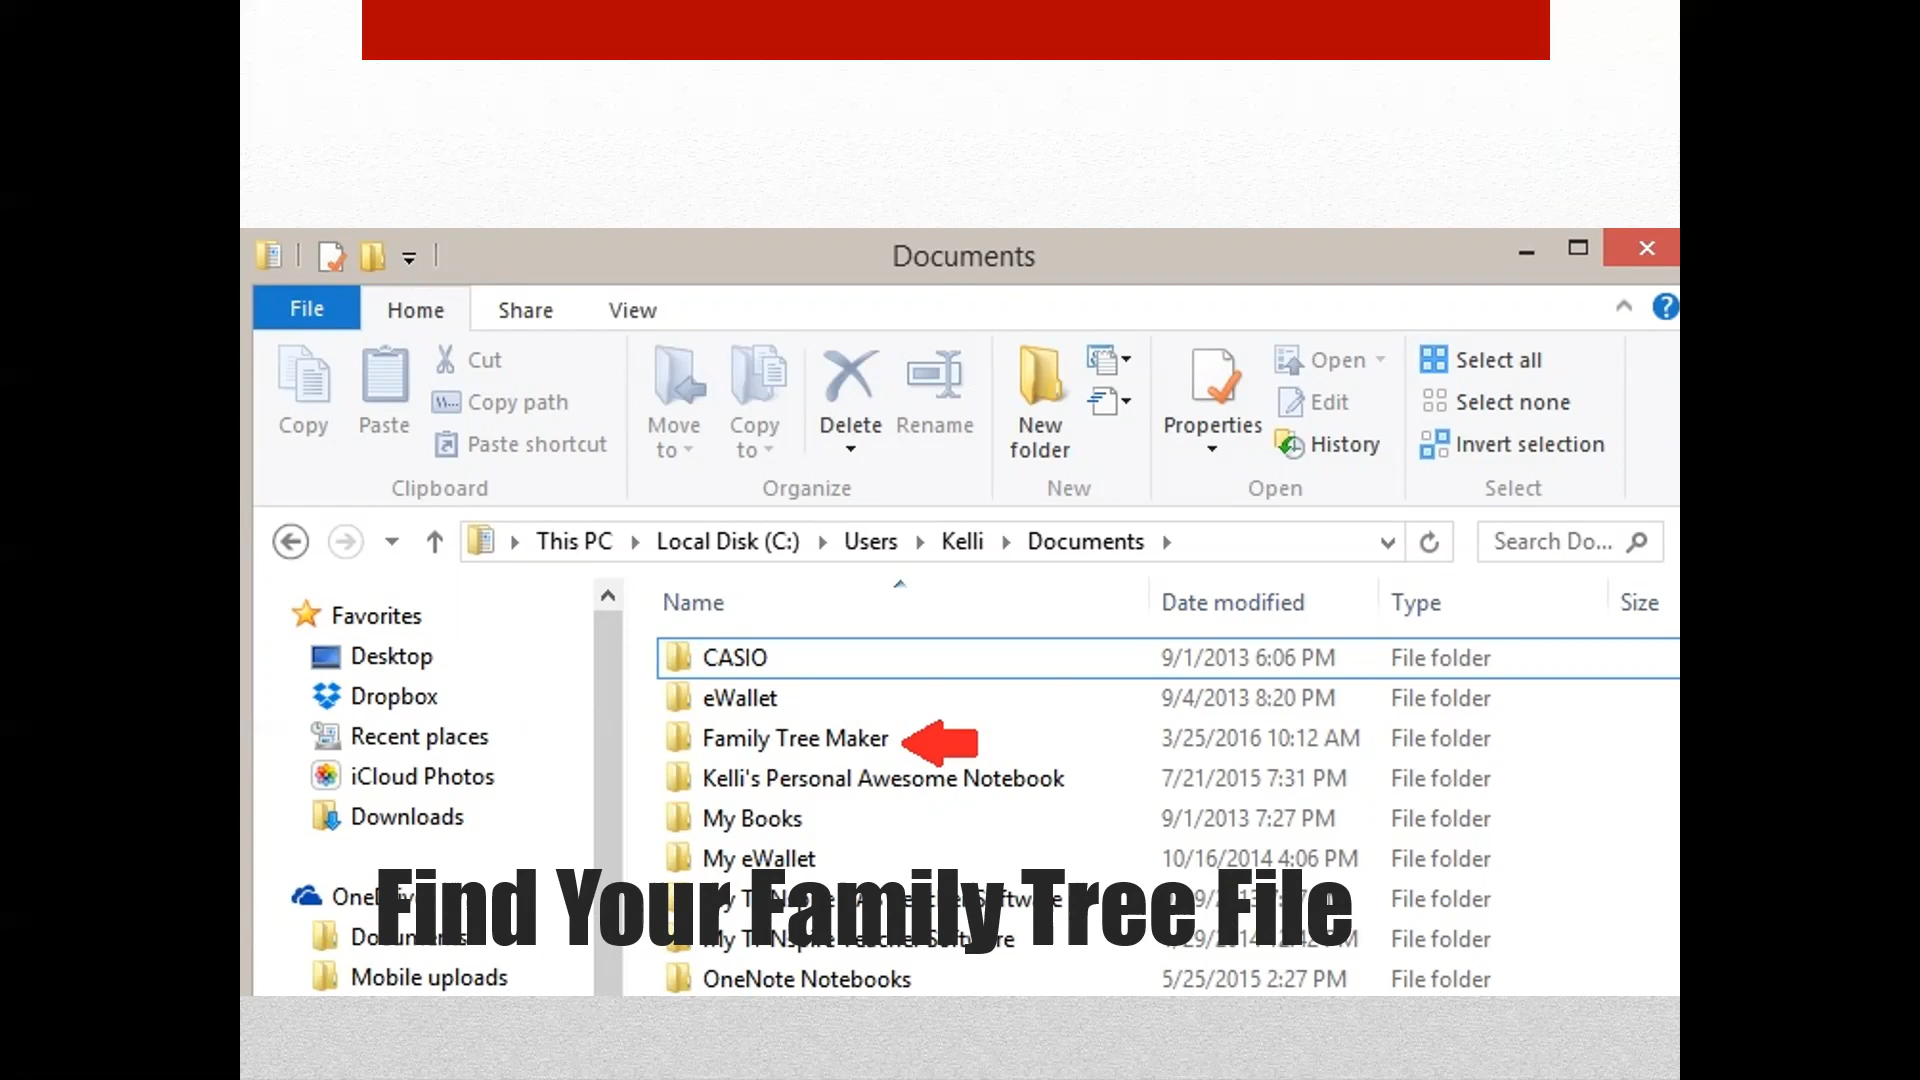 Documents
File Home Share View
Copy
Paste
Cut
Copy path
Paste shortcut
Clipboard
Move to
Copy to
Delete
Rename
Organize
New folder
New
Properties
Open
Edit
History
Open
Select all
Select none
Invert selection
Select
This PC Local Disk (C:) Users Kelli Documents
Search Do...
Favorites
Desktop
Dropbox
Recent places
iCloud Photos
Downloads
OneDrive
Documents
Mobile uploads
Name Date modified Type Size
CASIO 9/1/2013 6:06 PM File folder
eWallet 9/4/2013 8:20 PM File folder
Family Tree Maker 3/25/2016 10:12 AM File folder
Kelli's Personal Awesome Notebook 7/21/2015 7:31 PM File folder
My Books 9/1/2013 7:27 PM File folder
My eWallet 10/16/2014 4:06 PM File folder
Software File folder
File folder
OneNote Notebooks 5/25/2015 2:27 PM File folder
Find Your Family Tree File